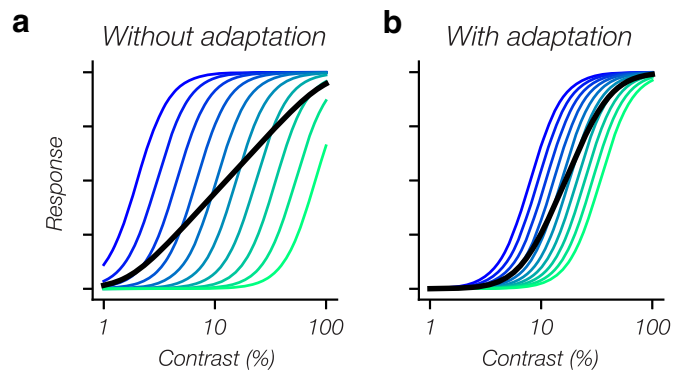 a
Without adaptation
Response
1 10 100
Contrast (%)
b
With adaptation
1 10 100
Contrast (%)